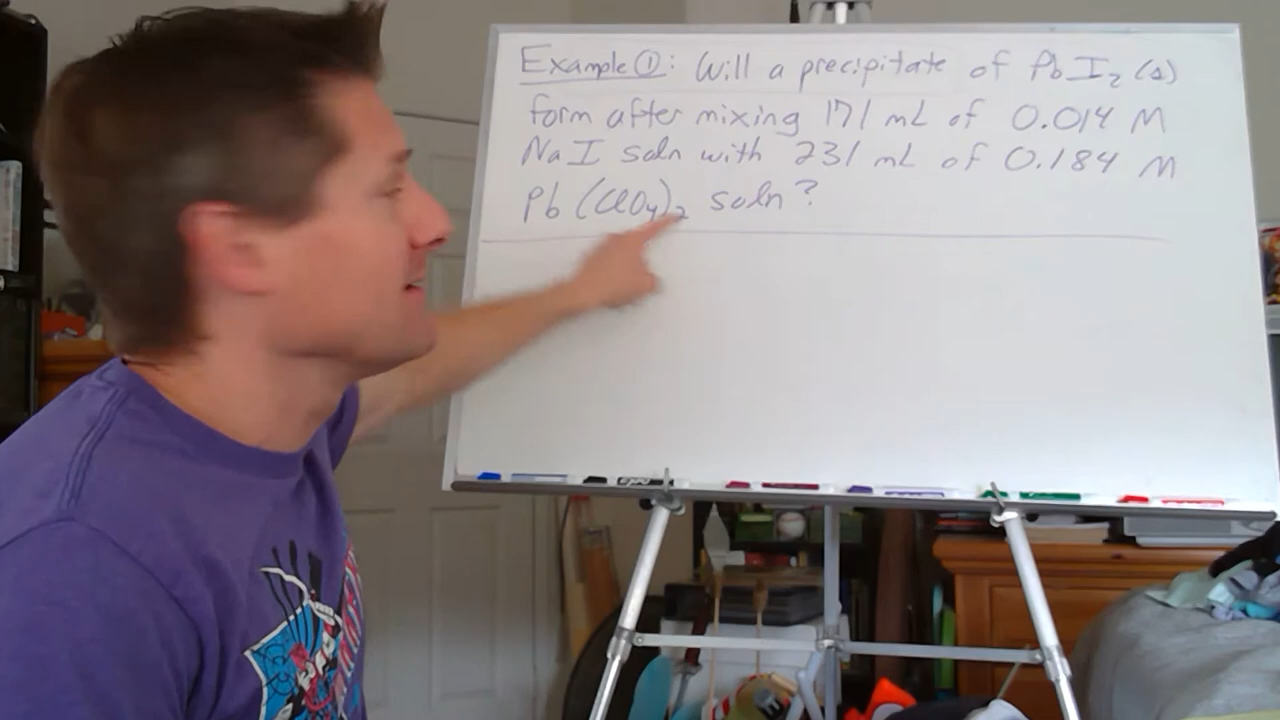 Example ①: Will a precipitate of PbI₂ (s)
form after mixing 171 mL of 0.014 M
NaI soln with 231 mL of 0.184 M
Pb(ClO₄)₂ soln?